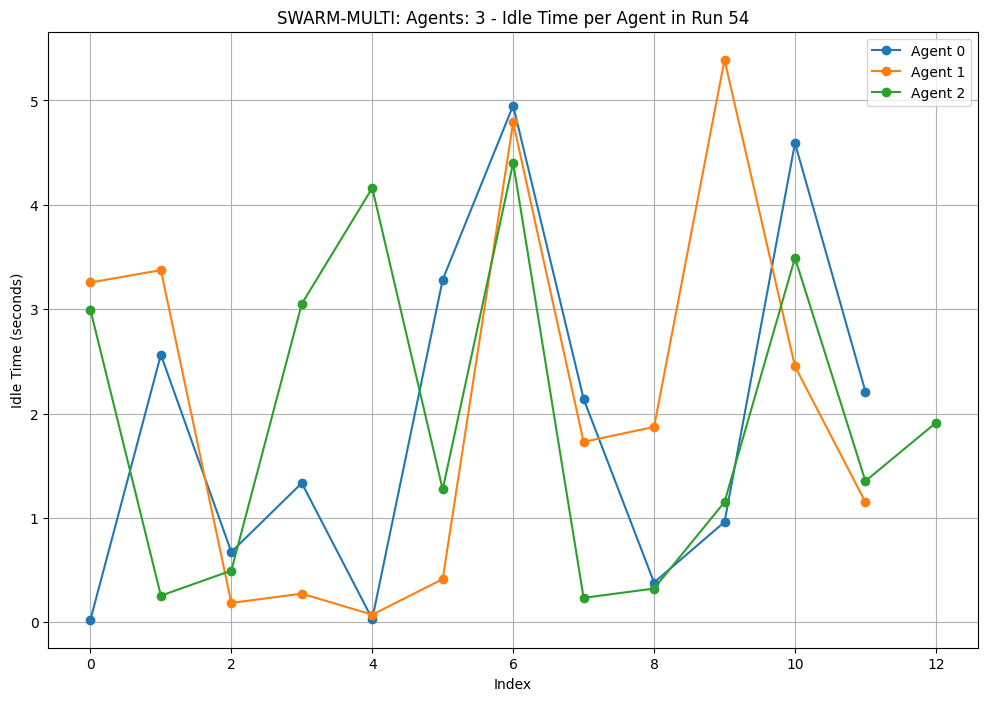 SWARM-MULTI: Agents: 3 - Idle Time per Agent in Run 54
Agent 0
Agent 1
Agent 2
Idle Time (seconds)
5
4
3
2
1
0
0 2 4 6 8 10 12
Index